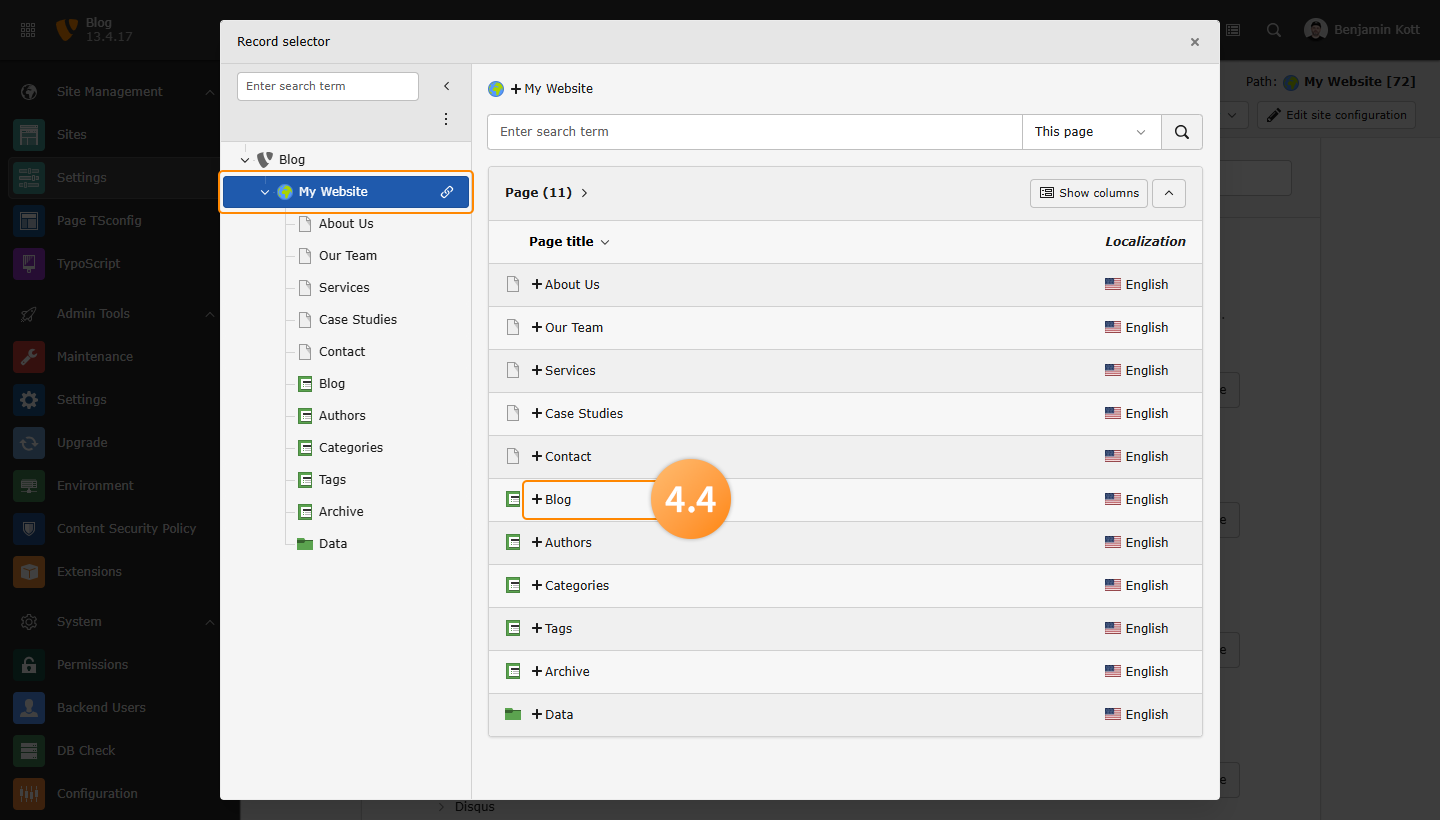 Blog
13.4.17
Benjamin Kott
Site Management
Sites
Settings
Page TSconfig
TypoScript
Admin Tools
Maintenance
Settings
Upgrade
Environment
Content Security Policy
Extensions
System
Permissions
Backend Users
DB Check
Configuration
Path: My Website [72]
Edit site configuration
Disqus
Record selector
Enter search term
Blog
My Website
About Us
Our Team
Services
Case Studies
Contact
Blog
Authors
Categories
Tags
Archive
Data
My Website
Enter search term
This page
Page (11)
Show columns
Page title Localization
About Us English
Our Team English
Services English
Case Studies English
Contact English
Blog 4.4 English
Authors English
Categories English
Tags English
Archive English
Data English